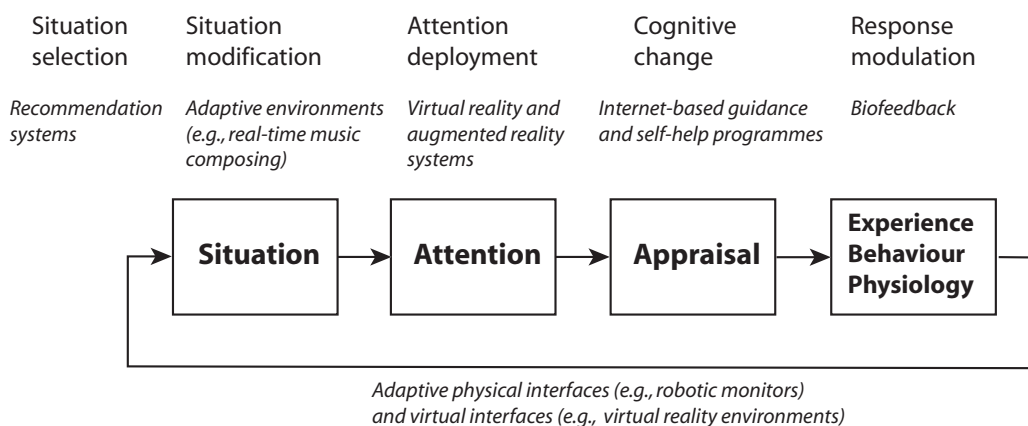 Situation
selection
Situation
modification
Attention
deployment
Cognitive
change
Response
modulation
Recommendation
systems
Adaptive environments
(e.g., real-time music
composing)
Virtual reality and
augmented reality
systems
Internet-based guidance
and self-help programmes
Biofeedback
Situation
Attention
Appraisal
Experience
Behaviour
Physiology
Adaptive physical interfaces (e.g., robotic monitors)
and virtual interfaces (e.g., virtual reality environments)